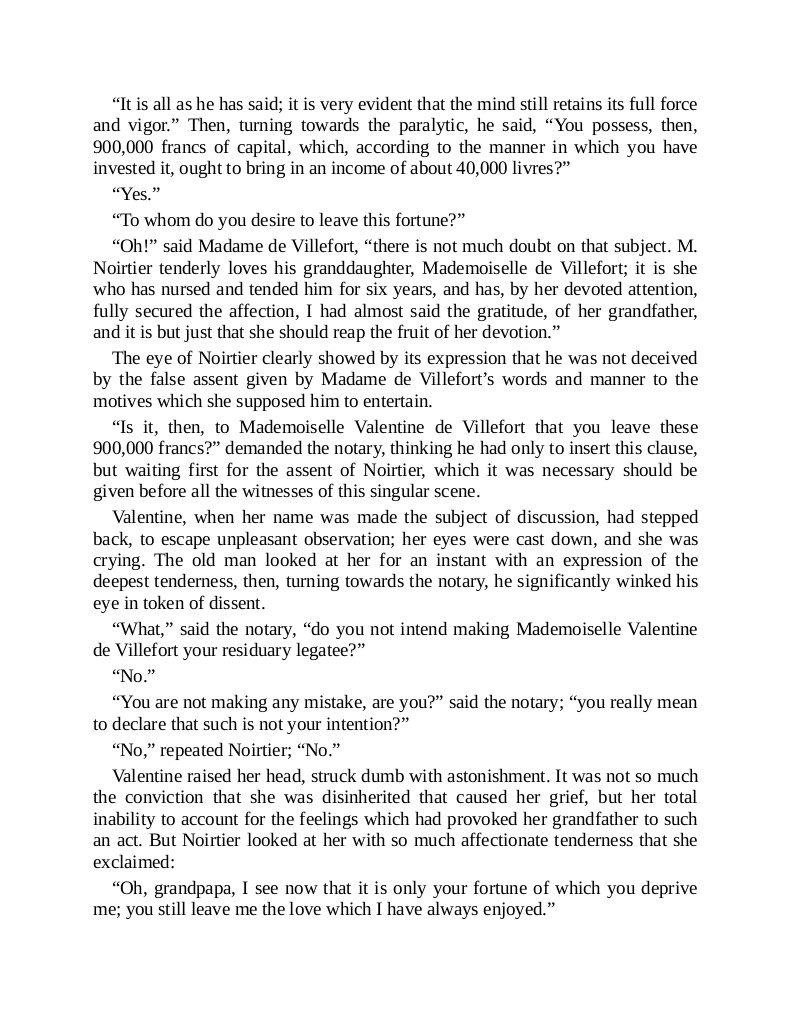 “It is all as he has said; it is very evident that the mind still retains its full force
and vigor.” Then, turning towards the paralytic, he said, “You possess, then,
900,000 francs of capital, which, according to the manner in which you have
invested it, ought to bring in an income of about 40,000 livres?”
“Yes.”
“To whom do you desire to leave this fortune?”
“Oh!” said Madame de Villefort, “there is not much doubt on that subject. M.
Noirtier tenderly loves his granddaughter, Mademoiselle de Villefort; it is she
who has nursed and tended him for six years, and has, by her devoted attention,
fully secured the affection, I had almost said the gratitude, of her grandfather,
and it is but just that she should reap the fruit of her devotion.”
The eye of Noirtier clearly showed by its expression that he was not deceived
by the false assent given by Madame de Villefort’s words and manner to the
motives which she supposed him to entertain.
“Is it, then, to Mademoiselle Valentine de Villefort that you leave these
900,000 francs?” demanded the notary, thinking he had only to insert this clause,
but waiting first for the assent of Noirtier, which it was necessary should be
given before all the witnesses of this singular scene.
Valentine, when her name was made the subject of discussion, had stepped
back, to escape unpleasant observation; her eyes were cast down, and she was
crying. The old man looked at her for an instant with an expression of the
deepest tenderness, then, turning towards the notary, he significantly winked his
eye in token of dissent.
“What,” said the notary, “do you not intend making Mademoiselle Valentine
de Villefort your residuary legatee?”
“No.”
“You are not making any mistake, are you?” said the notary; “you really mean
to declare that such is not your intention?”
“No,” repeated Noirtier; “No.”
Valentine raised her head, struck dumb with astonishment. It was not so much
the conviction that she was disinherited that caused her grief, but her total
inability to account for the feelings which had provoked her grandfather to such
an act. But Noirtier looked at her with so much affectionate tenderness that she
exclaimed:
“Oh, grandpapa, I see now that it is only your fortune of which you deprive
me; you still leave me the love which I have always enjoyed.”